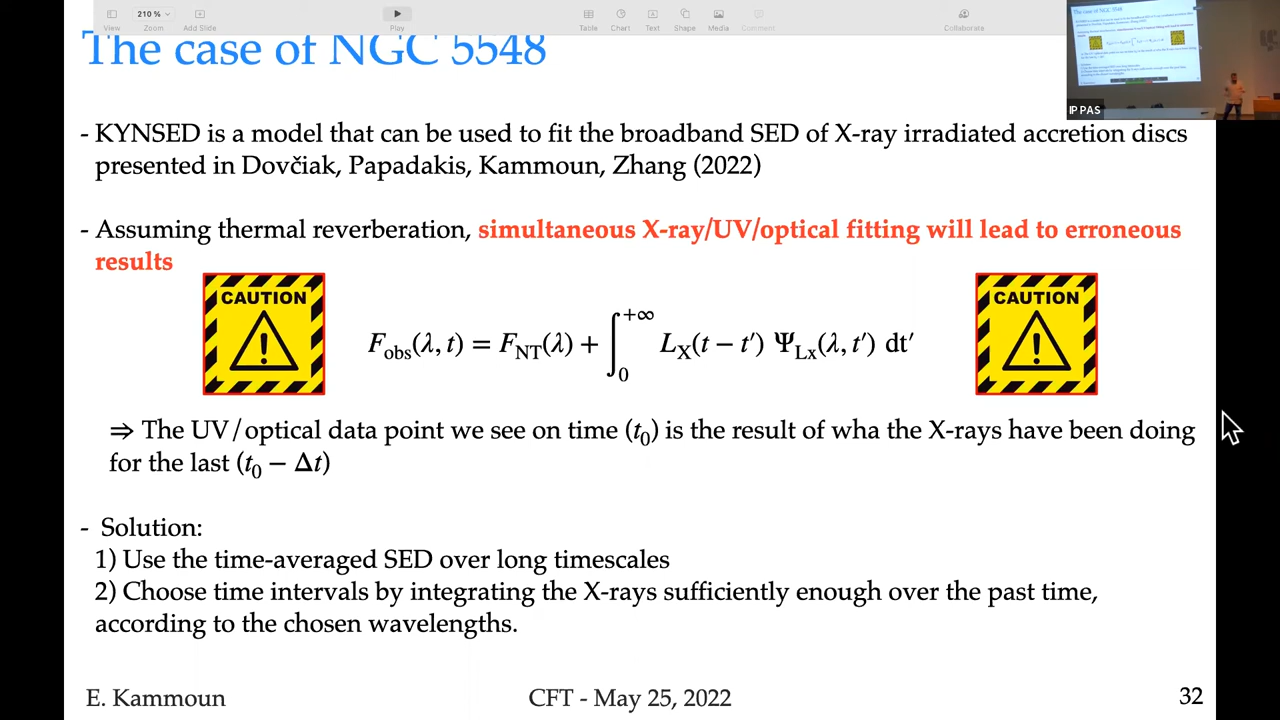 210 %
View
Zoom
Add Slide
Play
Table
Chart
Text
Shape
Media
Comment
Collaborate
The case of NGC 5548
IP PAS
- KYNSED is a model that can be used to fit the broadband SED of X-ray irradiated accretion discs
presented in Dovčiak, Papadakis, Kammoun, Zhang (2022)
- Assuming thermal reverberation, simultaneous X-ray/UV/optical fitting will lead to erroneous
results
CAUTION
F_obs(λ, t) = F_NT(λ) + ∫_0^{+∞} L_X(t − t′) Ψ_Lx(λ, t′) dt′
CAUTION
⇒ The UV/optical data point we see on time (t_0) is the result of wha the X-rays have been doing
for the last (t_0 − Δt)
- Solution:
1) Use the time-averaged SED over long timescales
2) Choose time intervals by integrating the X-rays sufficiently enough over the past time,
according to the chosen wavelengths.
E. Kammoun
CFT - May 25, 2022
32